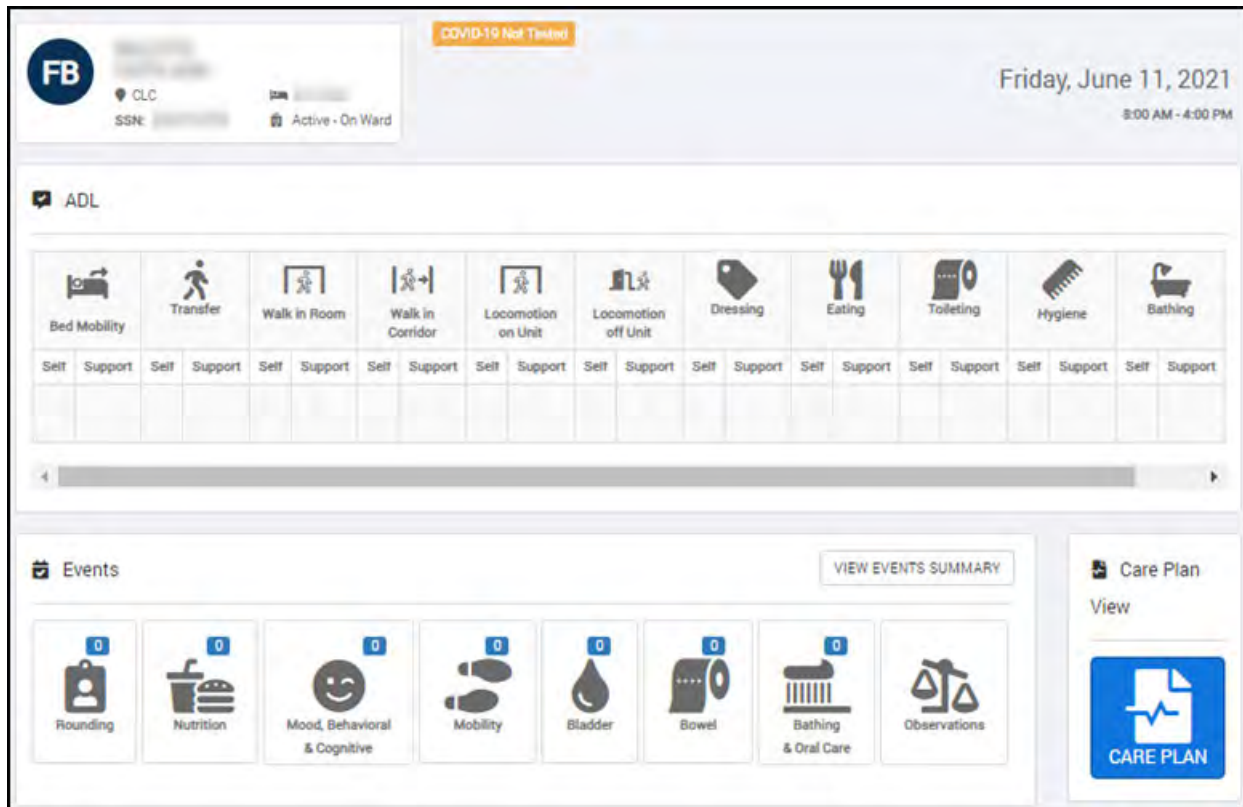 COVID-19 Not Tested
FB
CLC
SSN:
Active - On Ward
Friday, June 11, 2021
8:00 AM - 4:00 PM
ADL
Bed Mobility
Transfer
Walk in Room
Walk in
Corridor
Locomotion
on Unit
Locomotion
off Unit
Dressing
Eating
Toileting
Hygiene
Bathing
Self Support Self Support Self Support Self Support Self Support Self Support Self Support Self Support Self Support Self Support Self Support
Events
VIEW EVENTS SUMMARY
0
Rounding
0
Nutrition
0
Mood, Behavioral
& Cognitive
0
Mobility
0
Bladder
0
Bowel
0
Bathing
& Oral Care
Observations
Care Plan
View
CARE PLAN